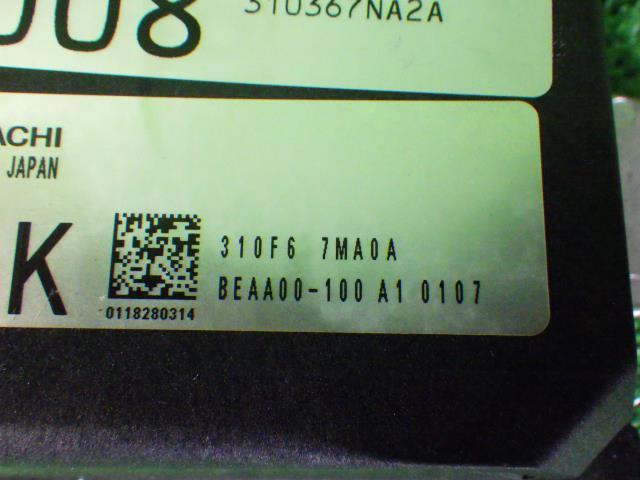 008
310367NA2A
ACHI
JAPAN
K
310F6 7MA0A
BEAA00-100 A1 0107
0118280314